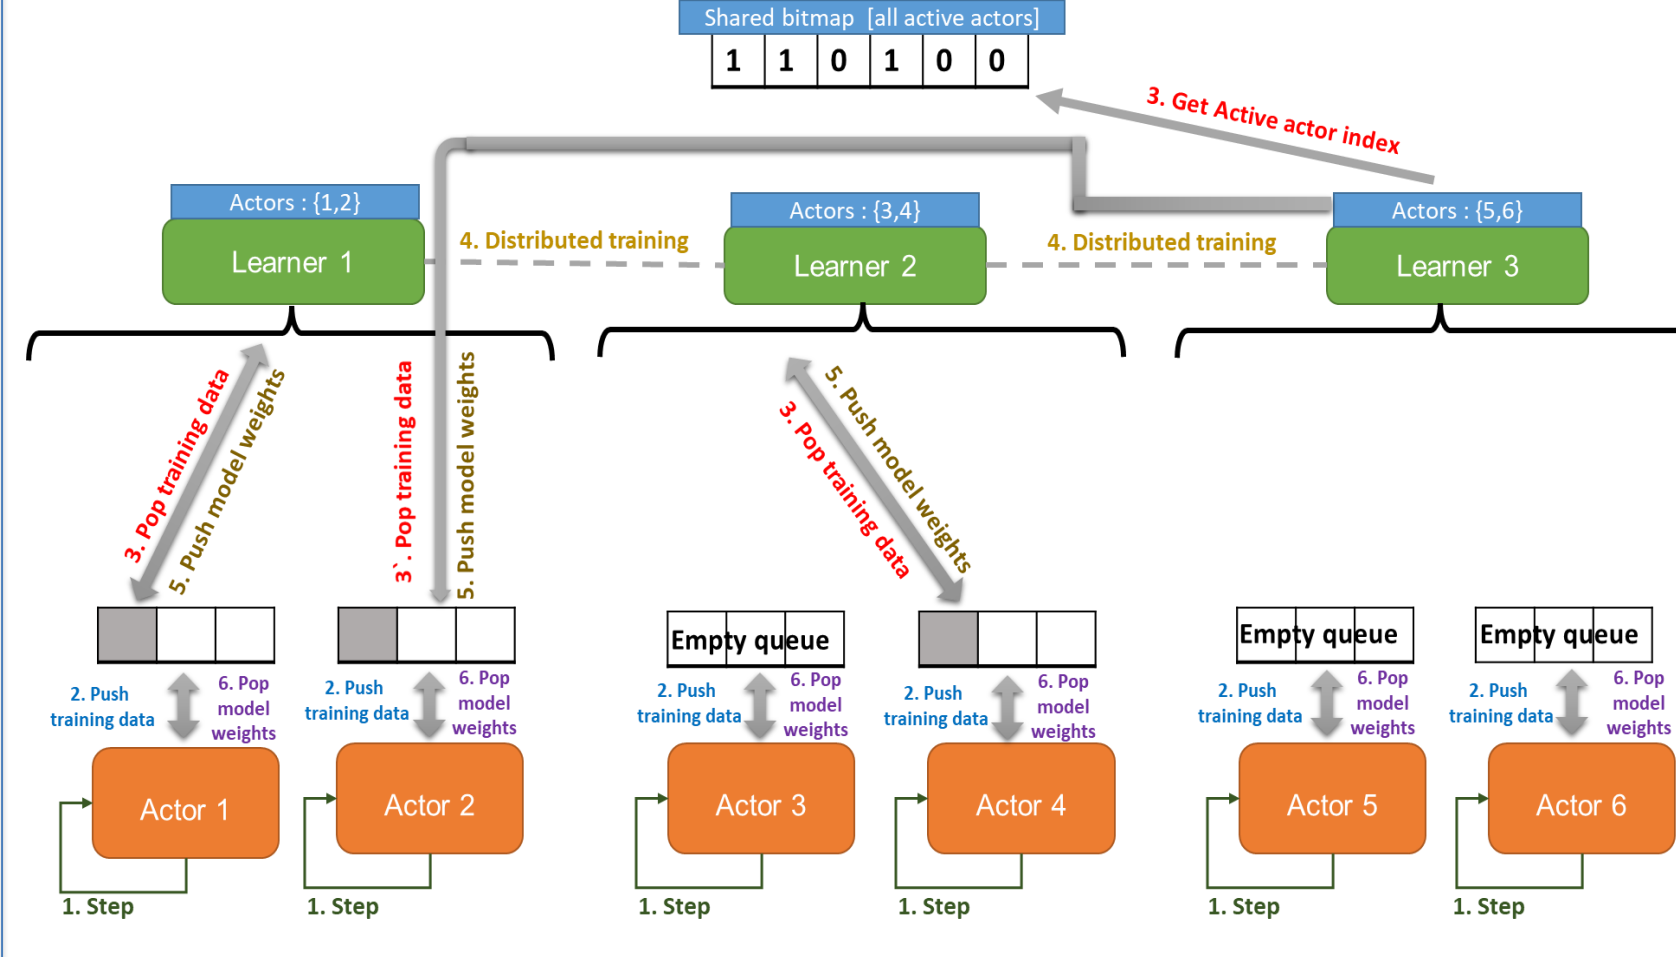 Shared bitmap [all active actors]
1 1 0 1 0 0
3. Get Active actor index
Actors : {1,2}
Actors : {3,4}
Actors : {5,6}
Learner 1
4. Distributed training
Learner 2
4. Distributed training
Learner 3
3. Pop training data
5. Push model weights
3`. Pop training data
5. Push model weights
5. Push model weights
3. Pop training data
Empty queue
Empty queue
Empty queue
2. Push
training data
6. Pop
model
weights
2. Push
training data
6. Pop
model
weights
2. Push
training data
6. Pop
model
weights
2. Push
training data
6. Pop
model
weights
2. Push
training data
6. Pop
model
weights
2. Push
training data
6. Pop
model
weights
Actor 1
Actor 2
Actor 3
Actor 4
Actor 5
Actor 6
1. Step
1. Step
1. Step
1. Step
1. Step
1. Step